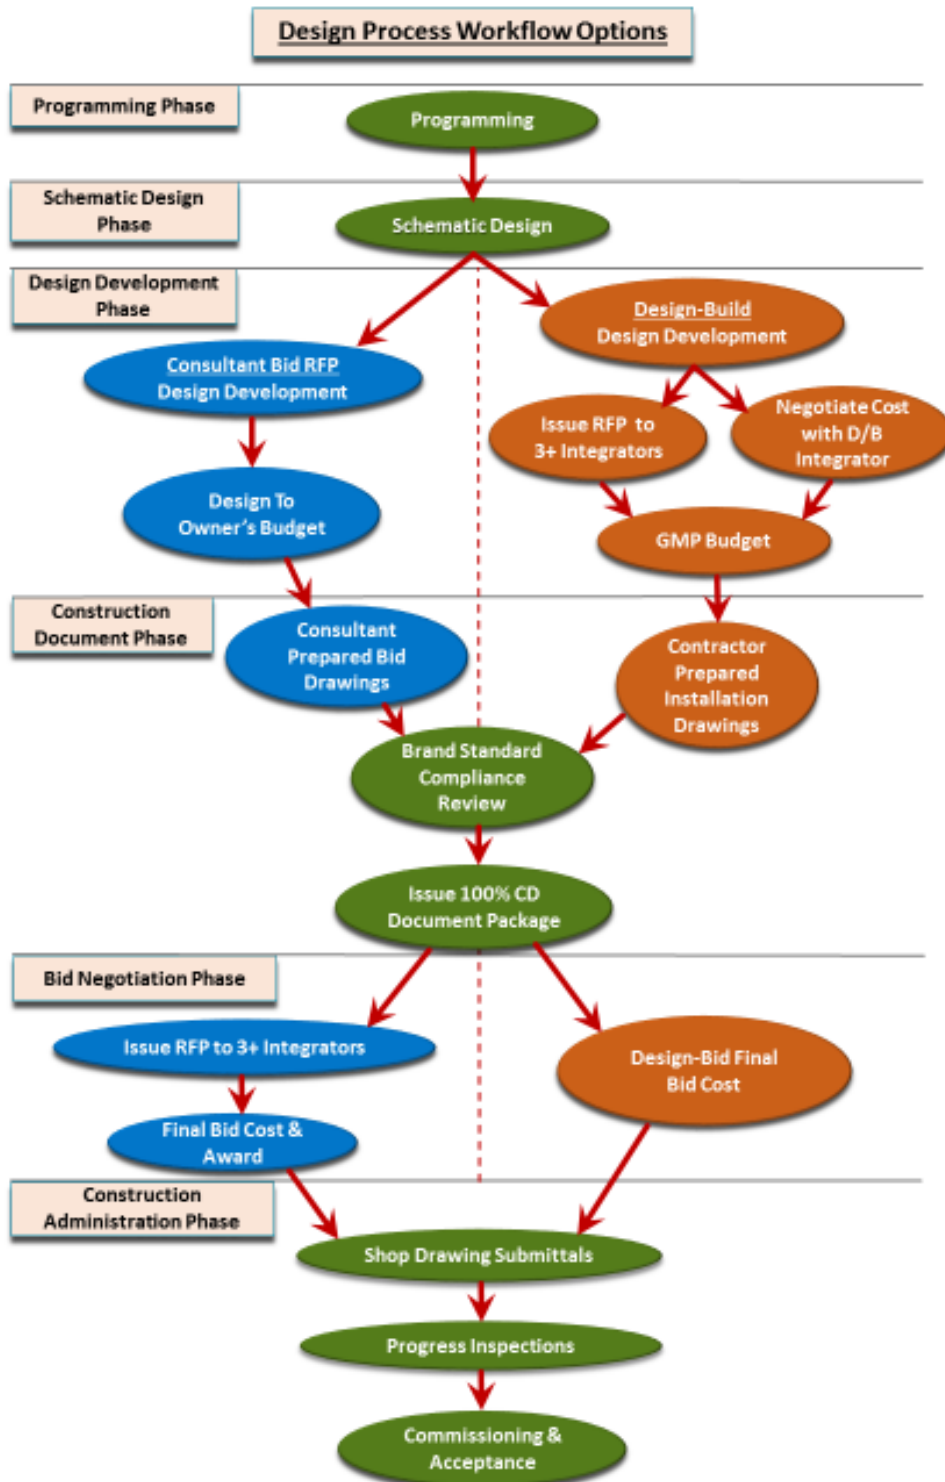 Design Process Workflow Options
Programming Phase
Programming
Schematic Design
Phase
Schematic Design
Design Development
Phase
Design-Build
Design Development
Consultant Bid RFP
Design Development
Issue RFP to
3+ Integrators
Negotiate Cost
with D/B
Integrator
Design To
Owner's Budget
GMP Budget
Construction
Document Phase
Consultant
Prepared Bid
Drawings
Contractor
Prepared
Installation
Drawings
Brand Standard
Compliance
Review
Issue 100% CD
Document Package
Bid Negotiation Phase
Issue RFP to 3+ Integrators
Design-Bid Final
Bid Cost
Final Bid Cost &
Award
Construction
Administration Phase
Shop Drawing Submittals
Progress Inspections
Commissioning &
Acceptance